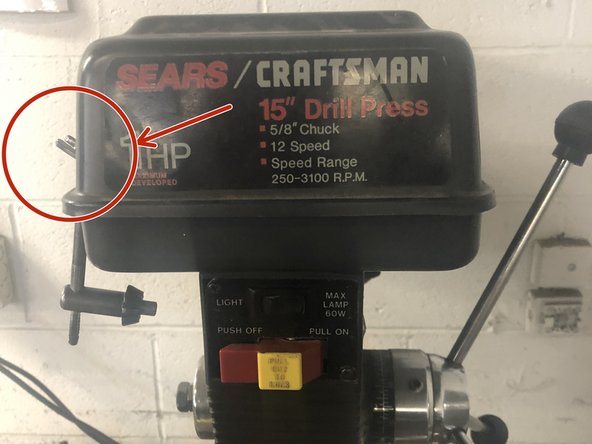 SEARS / CRAFTSMAN
15" Drill Press
▪ 5/8" Chuck
▪ 12 Speed
▪ Speed Range
250-3100 R.P.M.
1HP
DEVELOPED
LIGHT
MAX
LAMP
60W
PUSH OFF
PULL ON